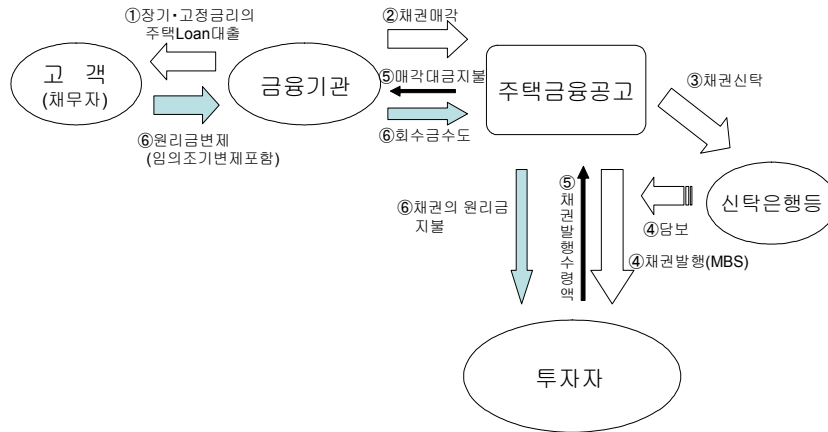 ①장기·고정금리의
주택Loan대출
②채권매각
고 객
(채무자)
금융기관
⑤매각대금지불
주택금융공고
③채권신탁
⑥원리금변제
(임의조기변제포함)
⑥회수금수도
⑥채권의 원리금
지불
⑤채권발행수령액
④담보
신탁은행등
④채권발행(MBS)
투자자